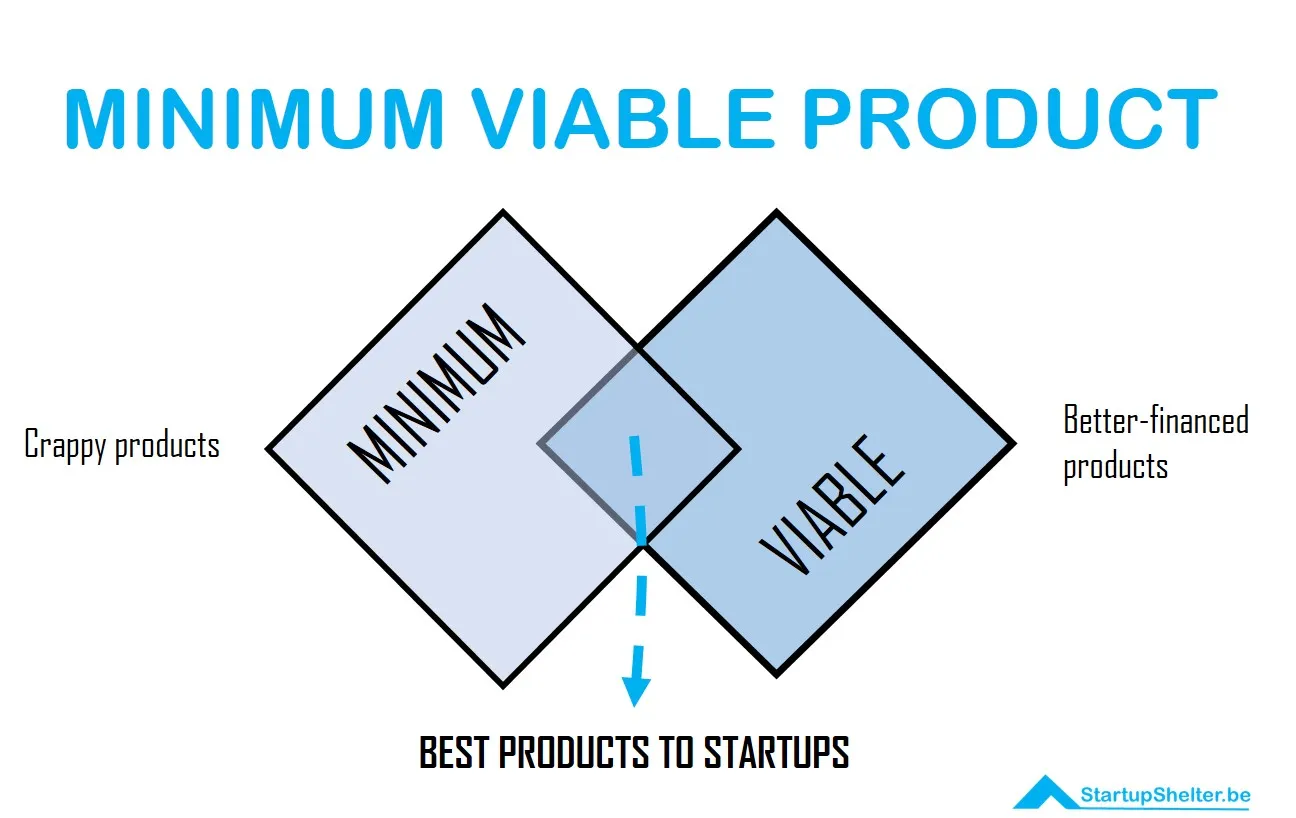 MINIMUM VIABLE PRODUCT
MINIMUM
Crappy products
Better-financed
products
VIABLE
BEST PRODUCTS TO STARTUPS
StartupShelter.be